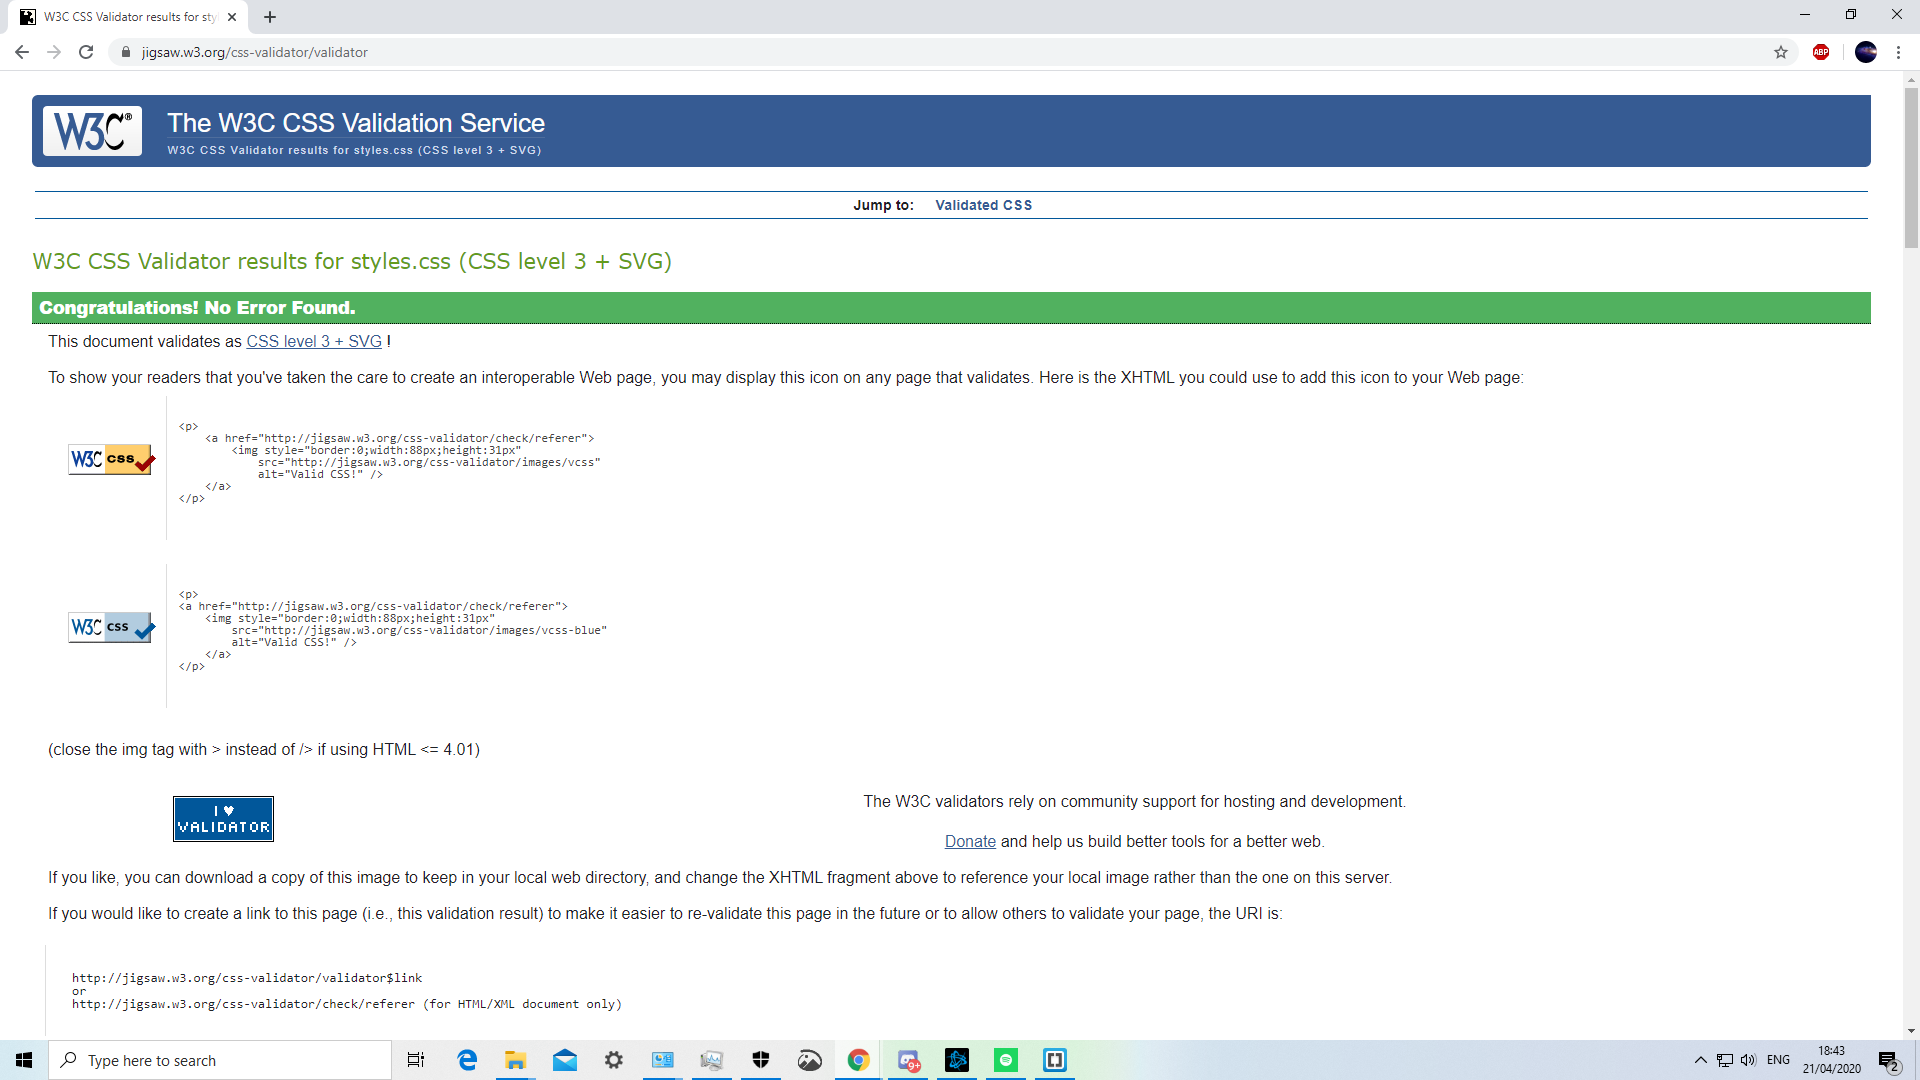 W3C CSS Validator results for sty
jigsaw.w3.org/css-validator/validator
ABP
W3C®
The W3C CSS Validation Service
W3C CSS Validator results for styles.css (CSS level 3 + SVG)
Jump to: Validated CSS
W3C CSS Validator results for styles.css (CSS level 3 + SVG)
Congratulations! No Error Found.
This document validates as CSS level 3 + SVG !
To show your readers that you've taken the care to create an interoperable Web page, you may display this icon on any page that validates. Here is the XHTML you could use to add this icon to your Web page:
W3C css
<p>
<a href="http://jigsaw.w3.org/css-validator/check/referer">
<img style="border:0;width:88px;height:31px"
src="http://jigsaw.w3.org/css-validator/images/vcss"
alt="Valid CSS!" />
</a>
</p>
W3C css
<p>
<a href="http://jigsaw.w3.org/css-validator/check/referer">
<img style="border:0;width:88px;height:31px"
src="http://jigsaw.w3.org/css-validator/images/vcss-blue"
alt="Valid CSS!" />
</a>
</p>
(close the img tag with > instead of /> if using HTML <= 4.01)
I ♥
VALIDATOR
The W3C validators rely on community support for hosting and development.
Donate and help us build better tools for a better web.
If you like, you can download a copy of this image to keep in your local web directory, and change the XHTML fragment above to reference your local image rather than the one on this server.
If you would like to create a link to this page (i.e., this validation result) to make it easier to re-validate this page in the future or to allow others to validate your page, the URI is:
http://jigsaw.w3.org/css-validator/validator$link
or
http://jigsaw.w3.org/css-validator/check/referer (for HTML/XML document only)
Type here to search
9+
ENG
18:43
21/04/2020
2